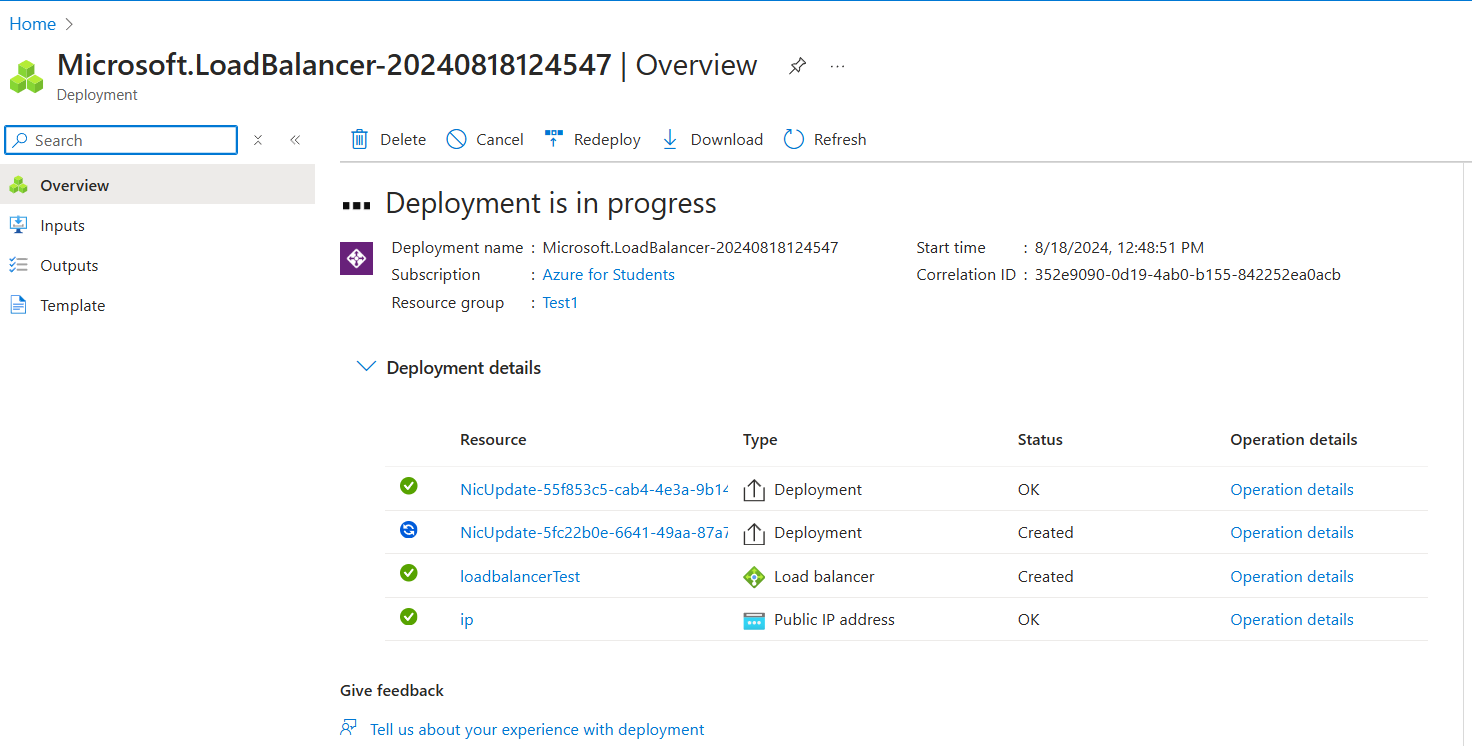 Home
Microsoft.LoadBalancer-20240818124547 | Overview
Deployment
Search
Delete Cancel Redeploy Download Refresh
Overview
Inputs
Outputs
Template
Deployment is in progress
Deployment name : Microsoft.LoadBalancer-20240818124547 Start time : 8/18/2024, 12:48:51 PM
Subscription : Azure for Students Correlation ID : 352e9090-0d19-4ab0-b155-842252ea0acb
Resource group : Test1
Deployment details
Resource Type Status Operation details
NicUpdate-55f853c5-cab4-4e3a-9b14 Deployment OK Operation details
NicUpdate-5fc22b0e-6641-49aa-87a7 Deployment Created Operation details
loadbalancerTest Load balancer Created Operation details
ip Public IP address OK Operation details
Give feedback
Tell us about your experience with deployment